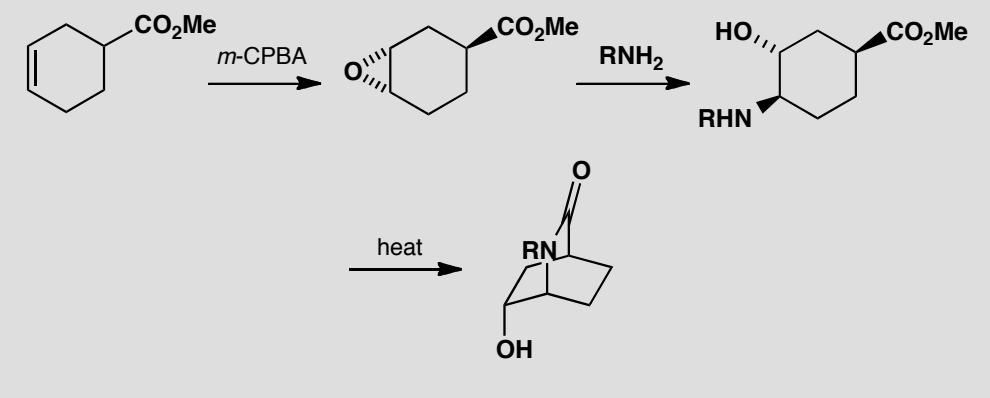 CO₂Me
m-CPBA
O
CO₂Me
RNH₂
HO
CO₂Me
RHN
heat
O
RN
OH